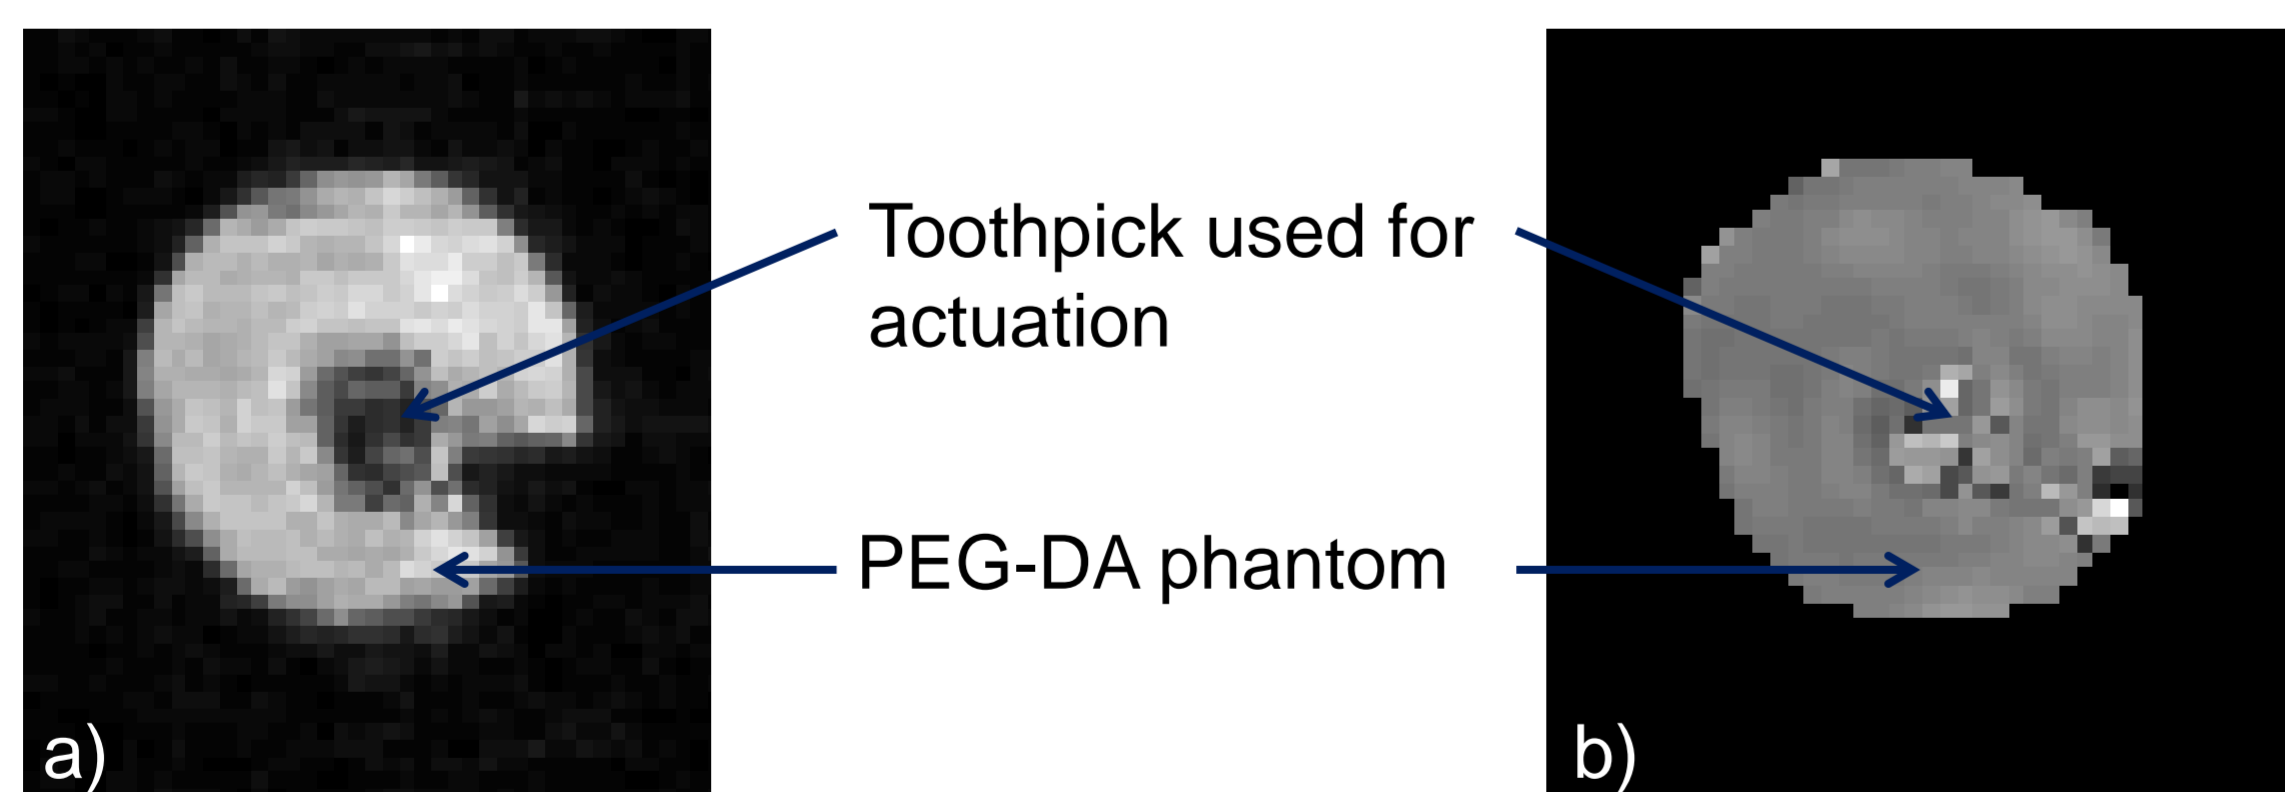 Toothpick used for
actuation
PEG-DA phantom
a)
b)